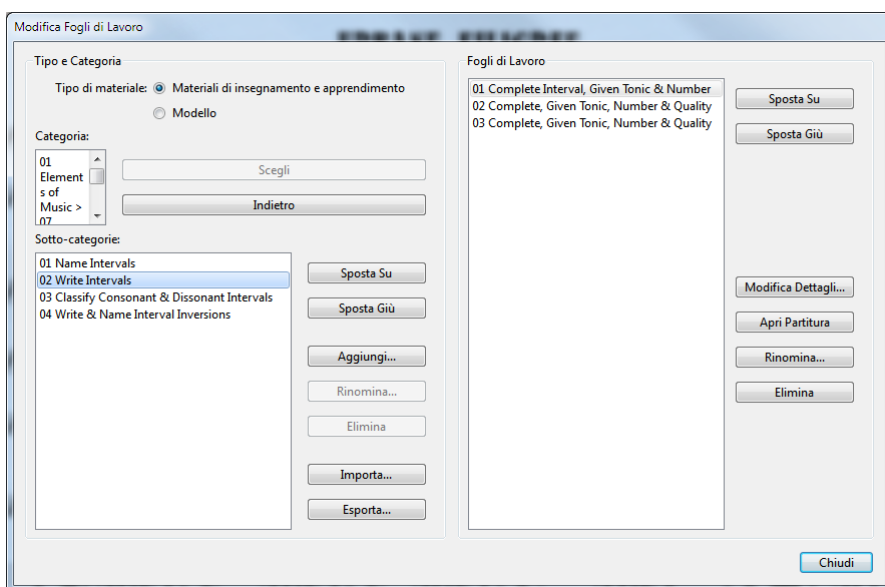 Modifica Fogli di Lavoro
Tipo e Categoria
Tipo di materiale: Materiali di insegnamento e apprendimento
Modello
Categoria:
01
Element
s of
Music >
07
Scegli
Indietro
Sotto-categorie:
01 Name Intervals
02 Write Intervals
03 Classify Consonant & Dissonant Intervals
04 Write & Name Interval Inversions
Sposta Su
Sposta Giù
Aggiungi...
Rinomina...
Elimina
Importa...
Esporta...
Fogli di Lavoro
01 Complete Interval, Given Tonic & Number
02 Complete, Given Tonic, Number & Quality
03 Complete, Given Tonic, Number & Quality
Sposta Su
Sposta Giù
Modifica Dettagli...
Apri Partitura
Rinomina...
Elimina
Chiudi